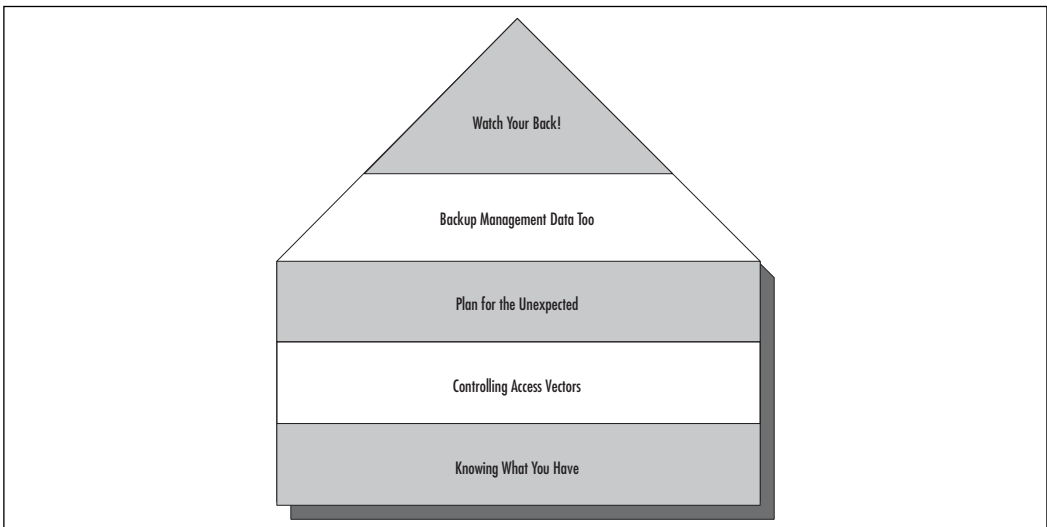 Watch Your Back!
Backup Management Data Too
Plan for the Unexpected
Controlling Access Vectors
Knowing What You Have